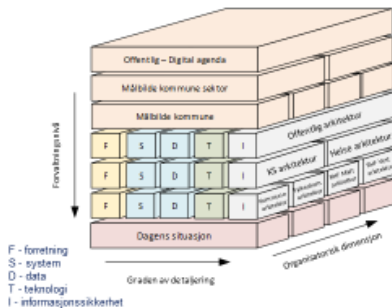 Offentlig – Digital agenda
Målbilde kommune sektor
Målbilde kommune
Offentlig arkitektur
KS arkitektur
Helse arkitektur
F S D T I
F S D T I
F S D T I
Dagens situasjon
Forvaltningsnivå
Graden av detaljering
Organisatorisk dimensjon
F - forretning
S - system
D - data
T - teknologi
I - informasjonssikkerhet